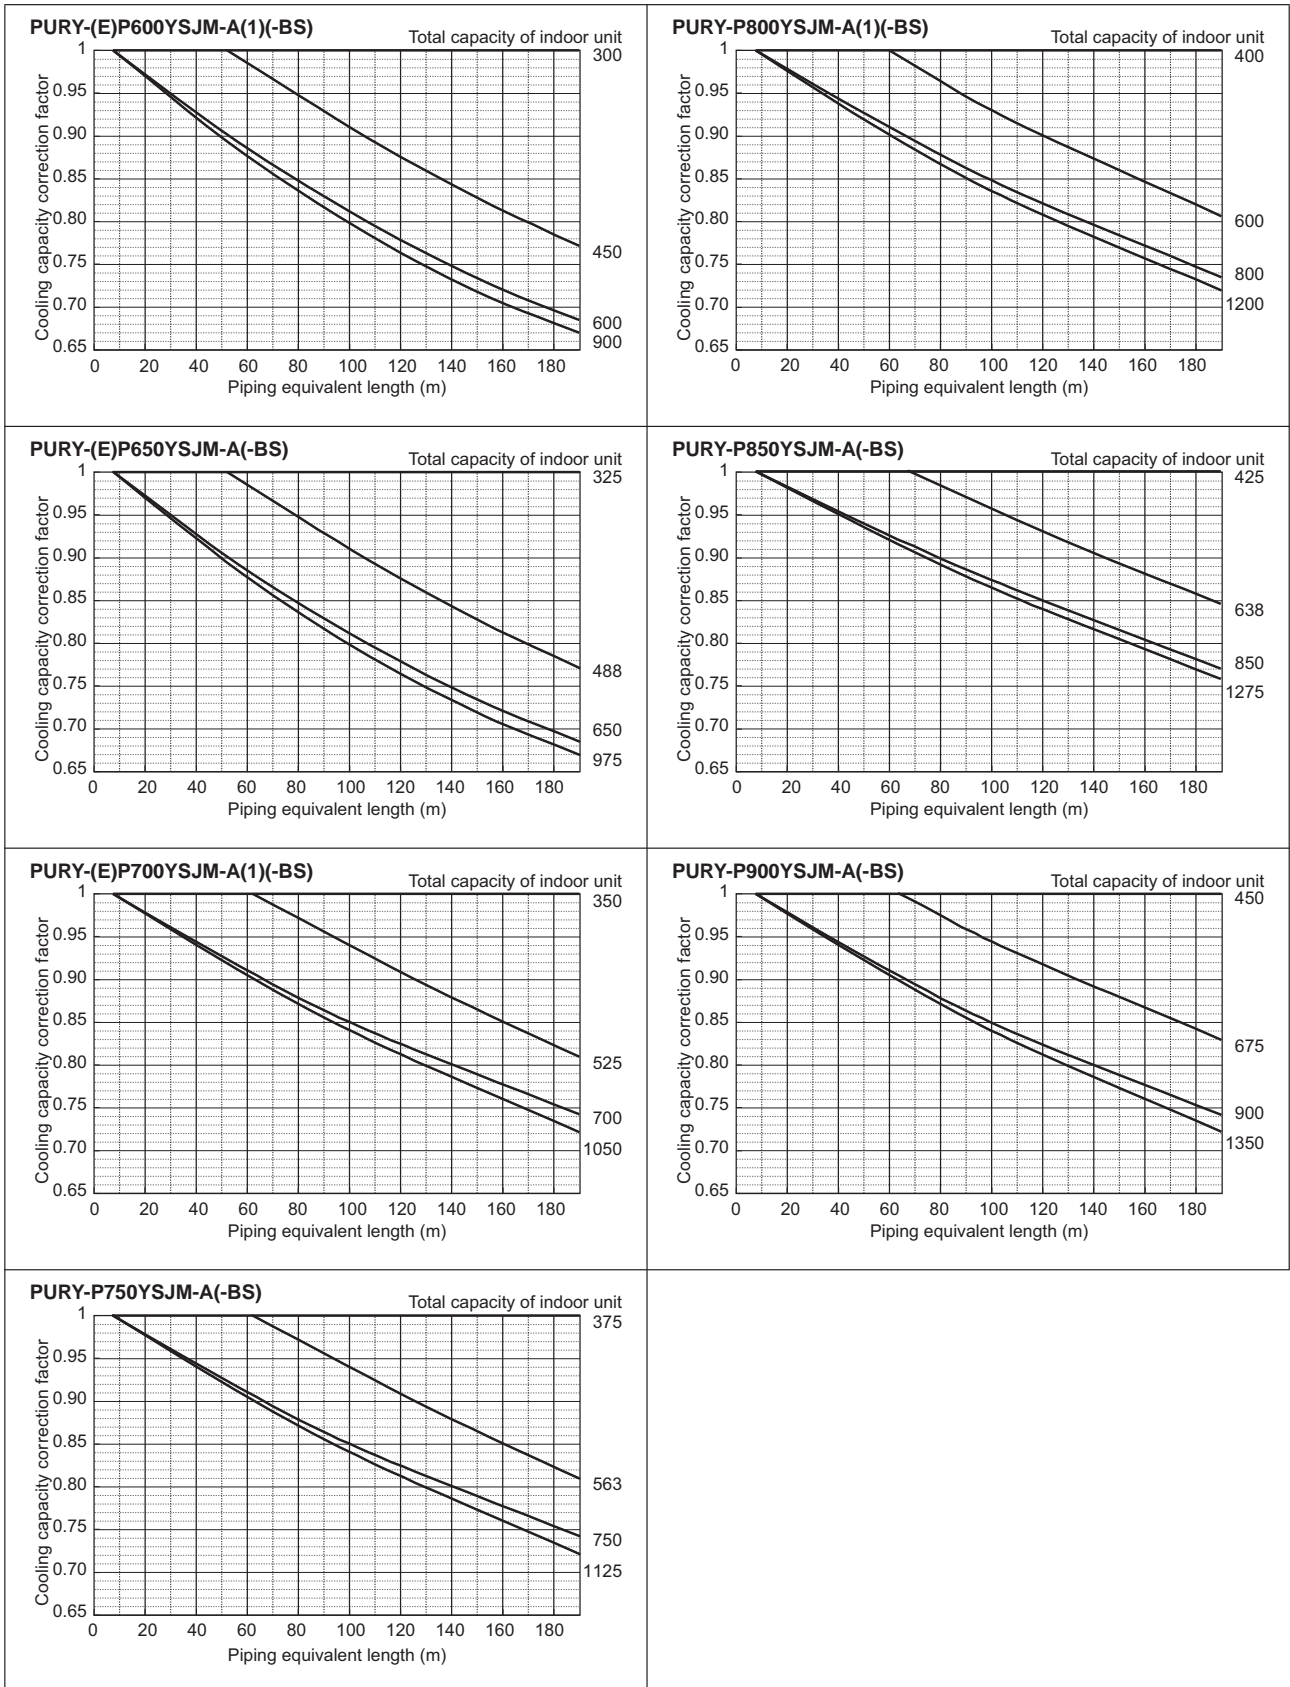 PURY-(E)P600YSJM-A(1)(-BS)
Total capacity of indoor unit
Cooling capacity correction factor
1
0.95
0.90
0.85
0.80
0.75
0.70
0.65
300
450
600
900
0 20 40 60 80 100 120 140 160 180
Piping equivalent length (m)
PURY-P800YSJM-A(1)(-BS)
Total capacity of indoor unit
Cooling capacity correction factor
1
0.95
0.90
0.85
0.80
0.75
0.70
0.65
400
600
800
1200
0 20 40 60 80 100 120 140 160 180
Piping equivalent length (m)
PURY-(E)P650YSJM-A(-BS)
Total capacity of indoor unit
Cooling capacity correction factor
1
0.95
0.90
0.85
0.80
0.75
0.70
0.65
325
488
650
975
0 20 40 60 80 100 120 140 160 180
Piping equivalent length (m)
PURY-P850YSJM-A(-BS)
Total capacity of indoor unit
Cooling capacity correction factor
1
0.95
0.90
0.85
0.80
0.75
0.70
0.65
425
638
850
1275
0 20 40 60 80 100 120 140 160 180
Piping equivalent length (m)
PURY-(E)P700YSJM-A(1)(-BS)
Total capacity of indoor unit
Cooling capacity correction factor
1
0.95
0.90
0.85
0.80
0.75
0.70
0.65
350
525
700
1050
0 20 40 60 80 100 120 140 160 180
Piping equivalent length (m)
PURY-P900YSJM-A(-BS)
Total capacity of indoor unit
Cooling capacity correction factor
1
0.95
0.90
0.85
0.80
0.75
0.70
0.65
450
675
900
1350
0 20 40 60 80 100 120 140 160 180
Piping equivalent length (m)
PURY-P750YSJM-A(-BS)
Total capacity of indoor unit
Cooling capacity correction factor
1
0.95
0.90
0.85
0.80
0.75
0.70
0.65
375
563
750
1125
0 20 40 60 80 100 120 140 160 180
Piping equivalent length (m)